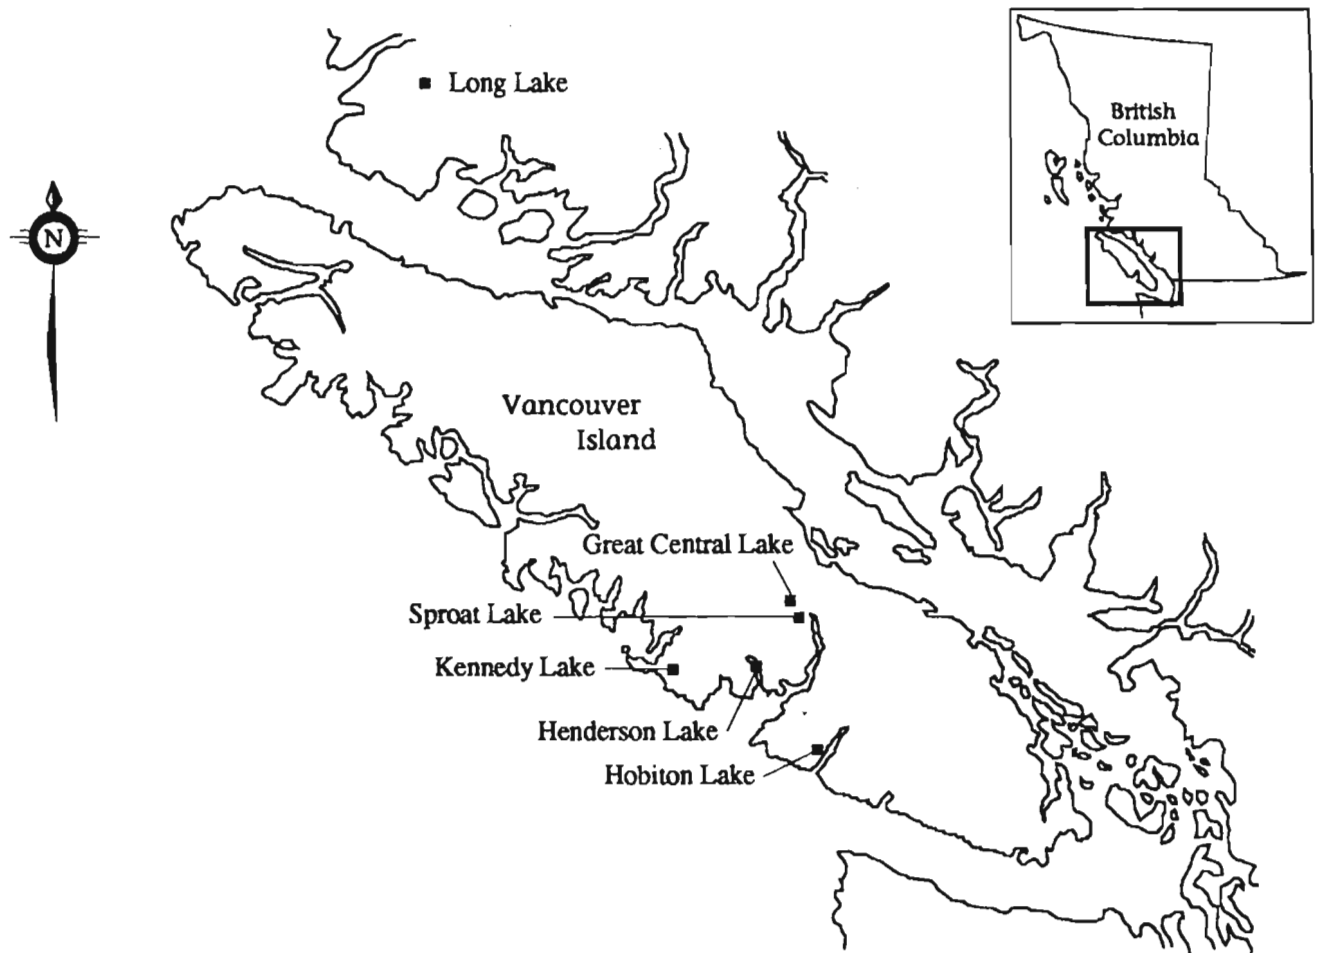 Long Lake
British
Columbia
N
Vancouver
Island
Great Central Lake
Sproat Lake
Kennedy Lake
Henderson Lake
Hobiton Lake